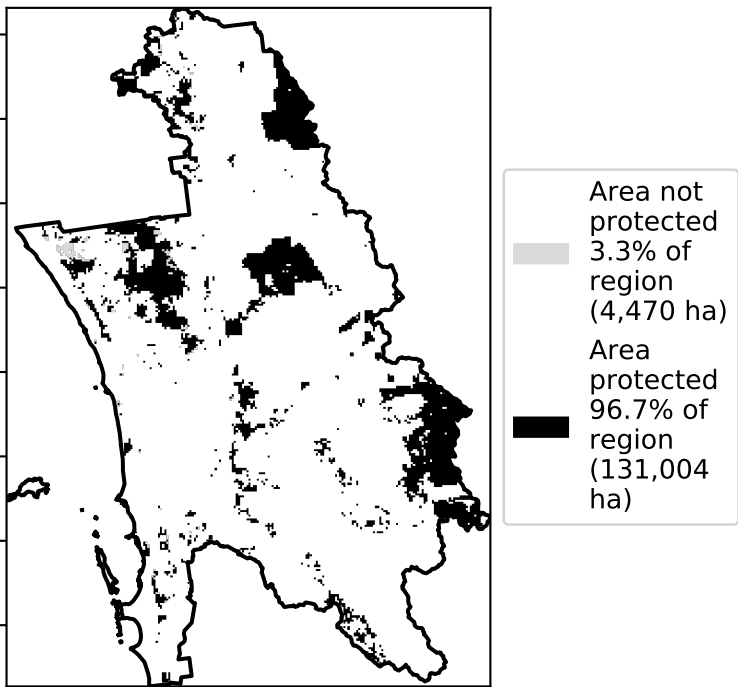 Area not
protected
3.3% of
region
(4,470 ha)
Area
protected
96.7% of
region
(131,004
ha)